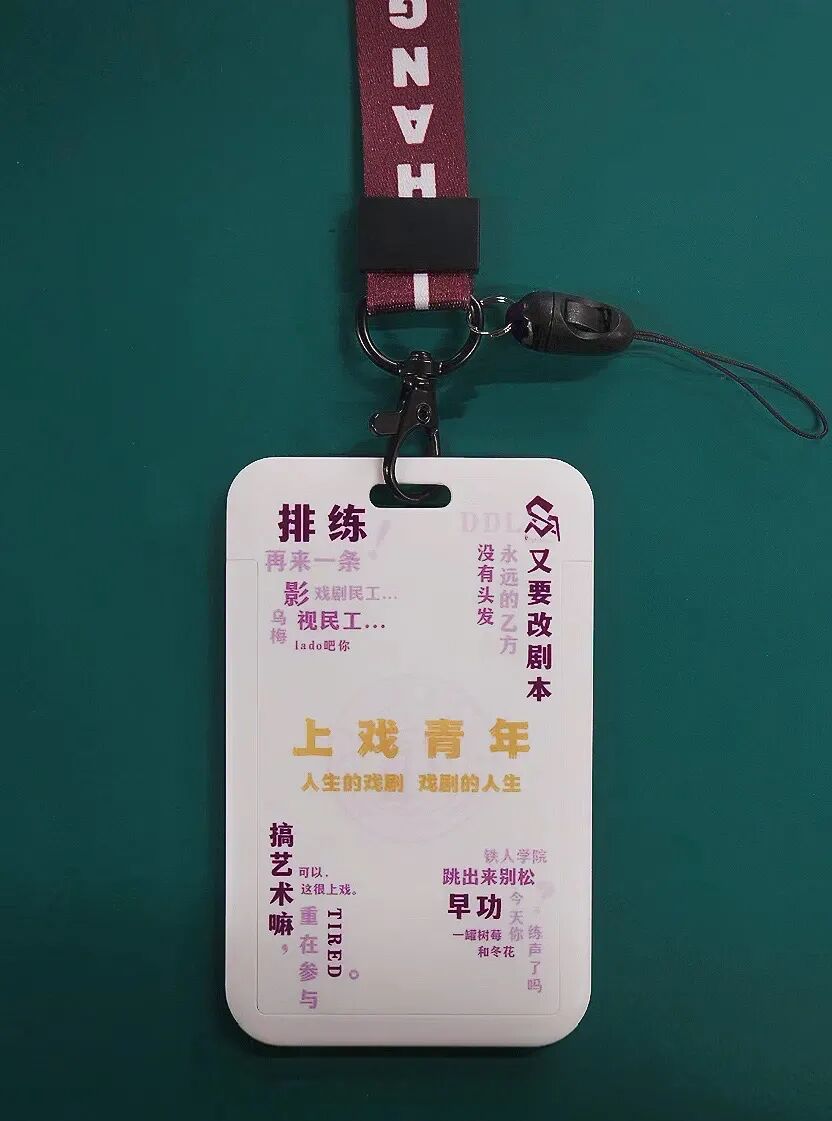 HANG
排练!
再来一条
影 戏剧民工...
视民工...
乌梅
lado吧你
DDL
没有头发
永远的乙方
又要改剧本
上戏青年
人生的戏剧 戏剧的人生
搞艺术嘛,
可以,
这很上戏。
重在参与。
TIRED
铁人学院
跳出来别松
早功
一罐树莓
和冬花
今天你
练声了吗?